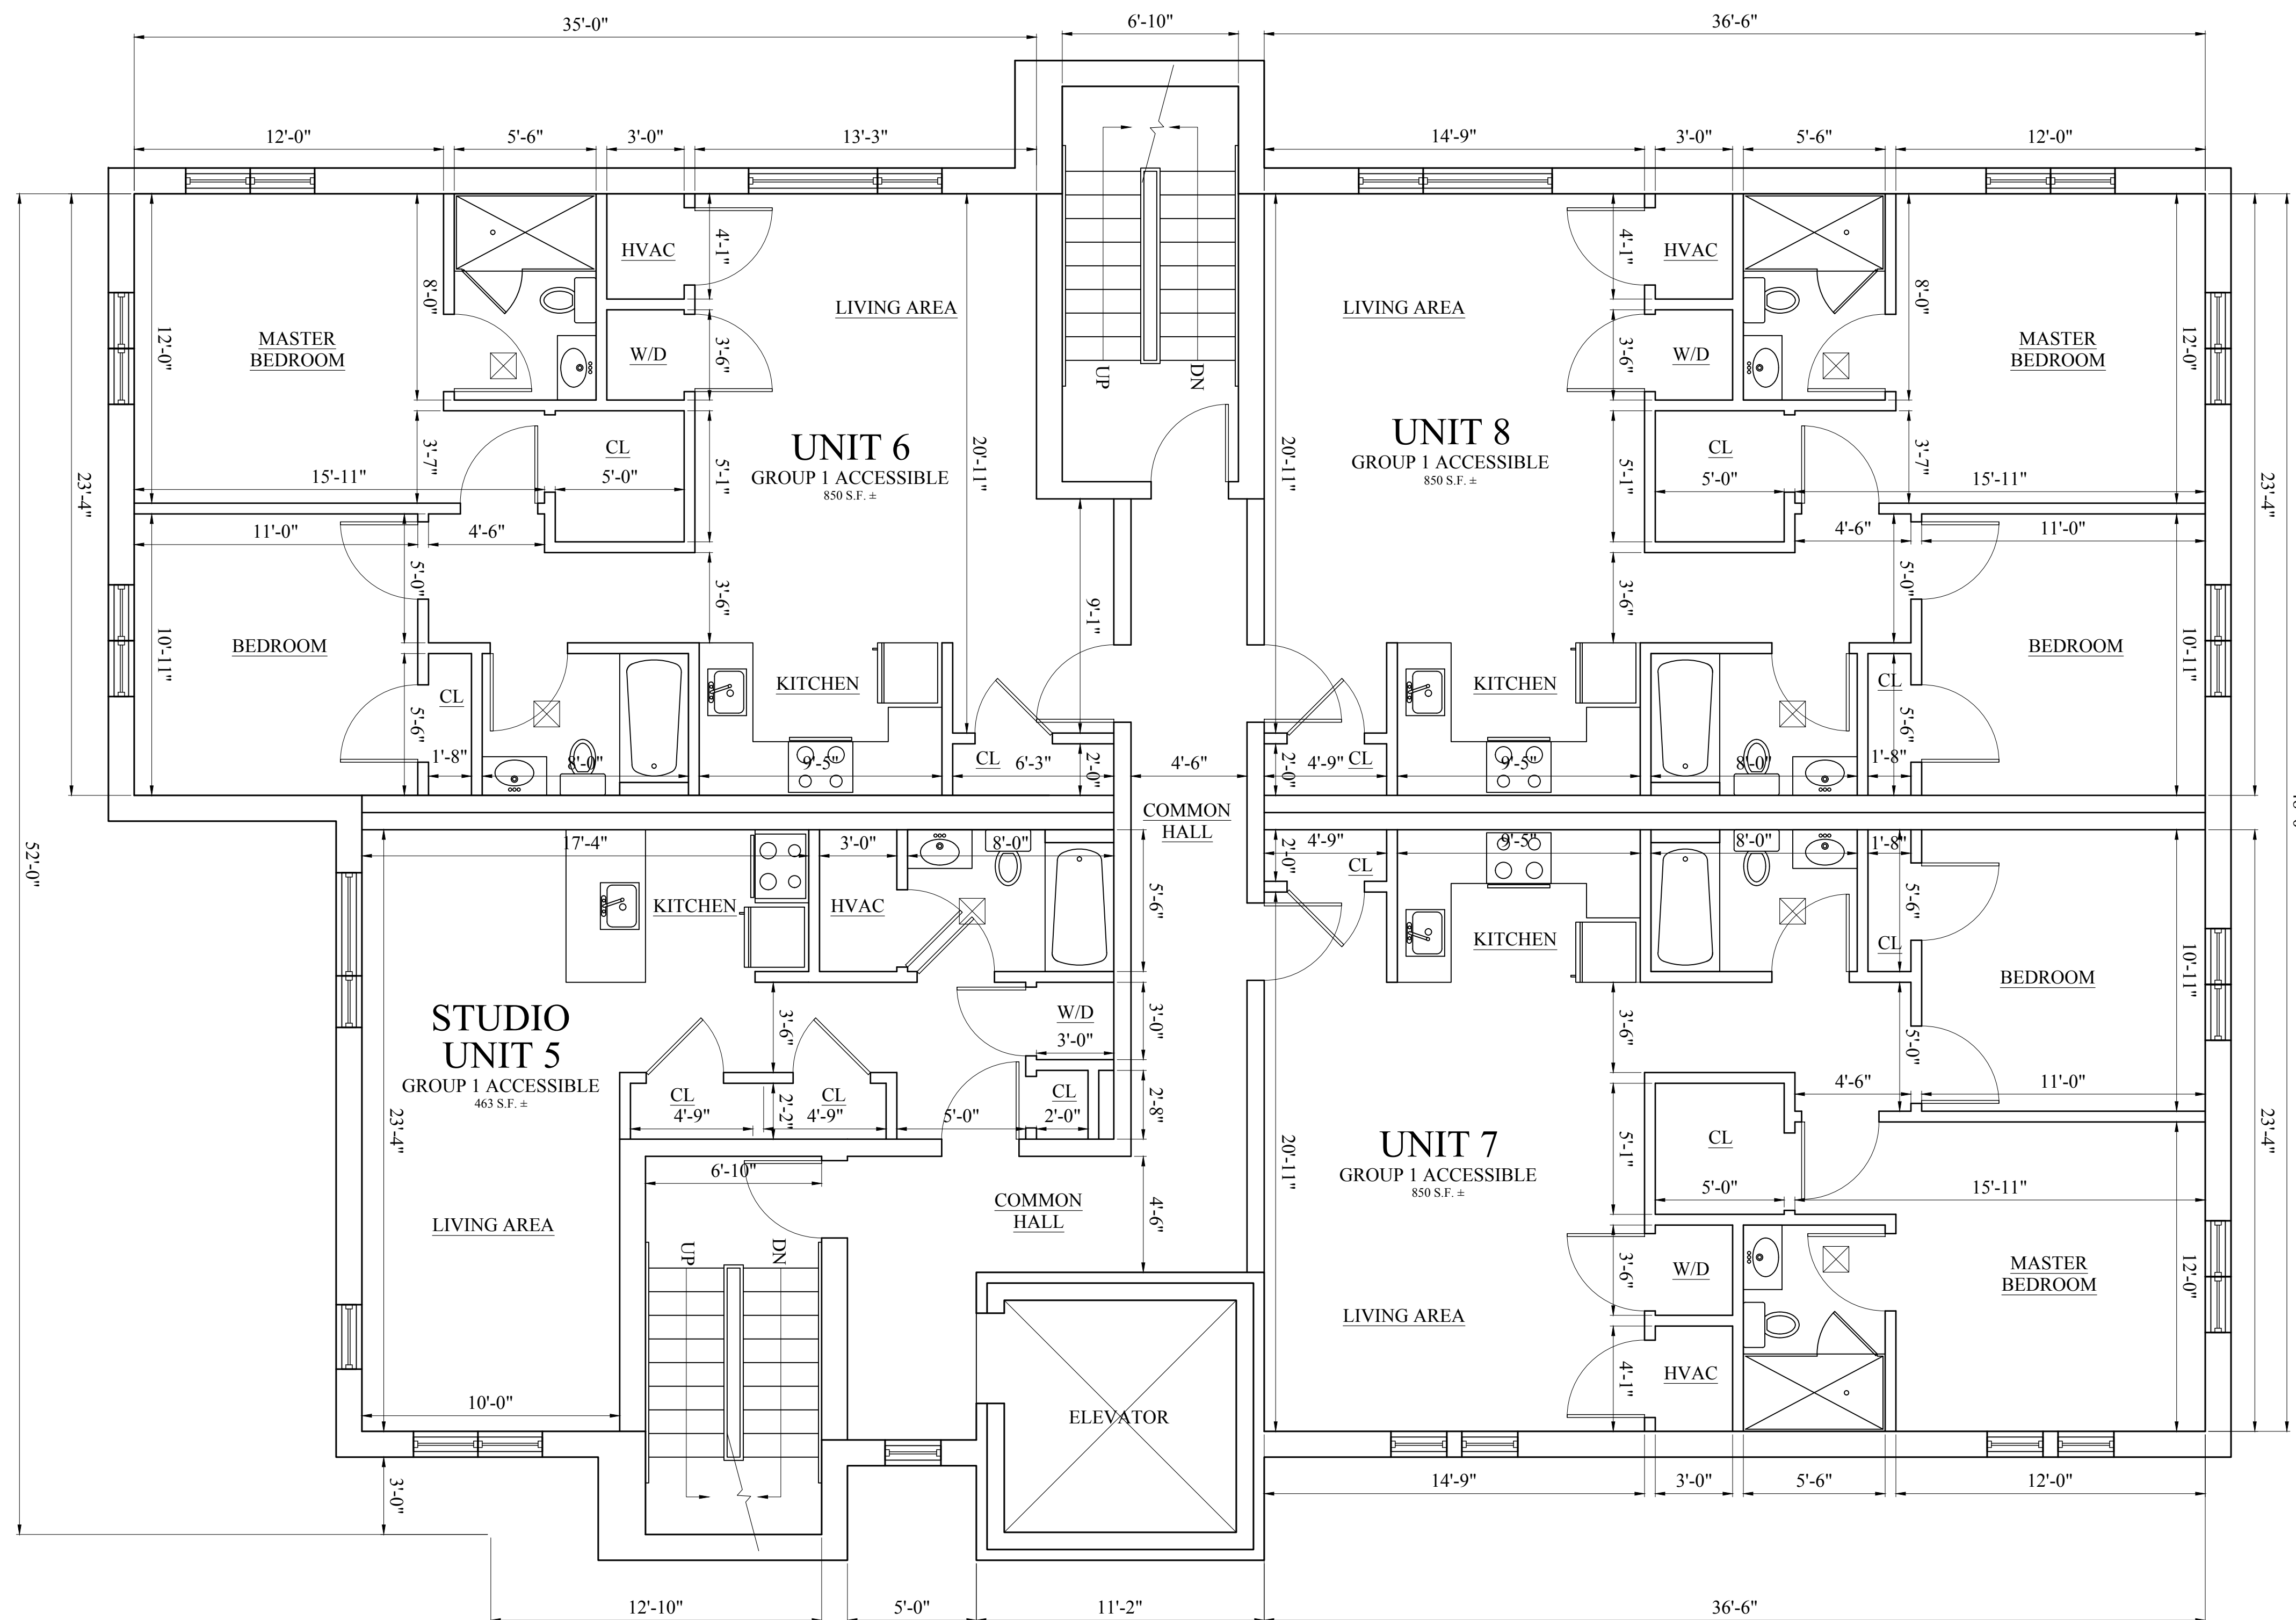 35'-0"
6'-10"
36'-6"
12'-0"
5'-6"
3'-0"
13'-3"
14'-9"
3'-0"
5'-6"
12'-0"
HVAC
4'-1"
LIVING AREA
LIVING AREA
4'-1"
HVAC
8'-0"
8'-0"
12'-0"
MASTER
BEDROOM
W/D
3'-6"
3'-6"
W/D
MASTER
BEDROOM
12'-0"
UP
DN
3'-7"
CL
5'-0"
5'-1"
UNIT 6
GROUP 1 ACCESSIBLE
850 S.F. ±
20'-11"
20'-11"
UNIT 8
GROUP 1 ACCESSIBLE
850 S.F. ±
5'-1"
CL
5'-0"
3'-7"
15'-11"
15'-11"
23'-4"
23'-4"
11'-0"
4'-6"
4'-6"
11'-0"
5'-0"
3'-6"
9'-1"
3'-6"
5'-0"
10'-11"
BEDROOM
BEDROOM
10'-11"
CL
5'-6"
1'-8"
8'-0"
KITCHEN
9'-5"
CL
6'-3"
2'-0"
4'-6"
2'-0"
4'-9"
CL
KITCHEN
9'-5"
8'-0"
CL
5'-6"
1'-8"
COMMON
HALL
52'-0"
17'-4"
3'-0"
8'-0"
4'-9"
2'-0"
CL
9'-5"
8'-0"
1'-8"
5'-6"
CL
KITCHEN
HVAC
5'-6"
KITCHEN
BEDROOM
10'-11"
STUDIO
UNIT 5
GROUP 1 ACCESSIBLE
463 S.F. ±
3'-6"
W/D
3'-0"
3'-0"
3'-6"
5'-0"
4'-6"
11'-0"
CL
4'-9"
2'-2"
CL
4'-9"
5'-0"
CL
2'-0"
2'-8"
23'-4"
23'-4"
20'-11"
UNIT 7
GROUP 1 ACCESSIBLE
850 S.F. ±
5'-1"
CL
5'-0"
15'-11"
6'-10"
LIVING AREA
COMMON
HALL
4'-6"
UP
DN
3'-6"
W/D
MASTER
BEDROOM
12'-0"
LIVING AREA
4'-1"
HVAC
10'-0"
ELEVATOR
3'-0"
14'-9"
3'-0"
5'-6"
12'-0"
12'-10"
5'-0"
11'-2"
36'-6"